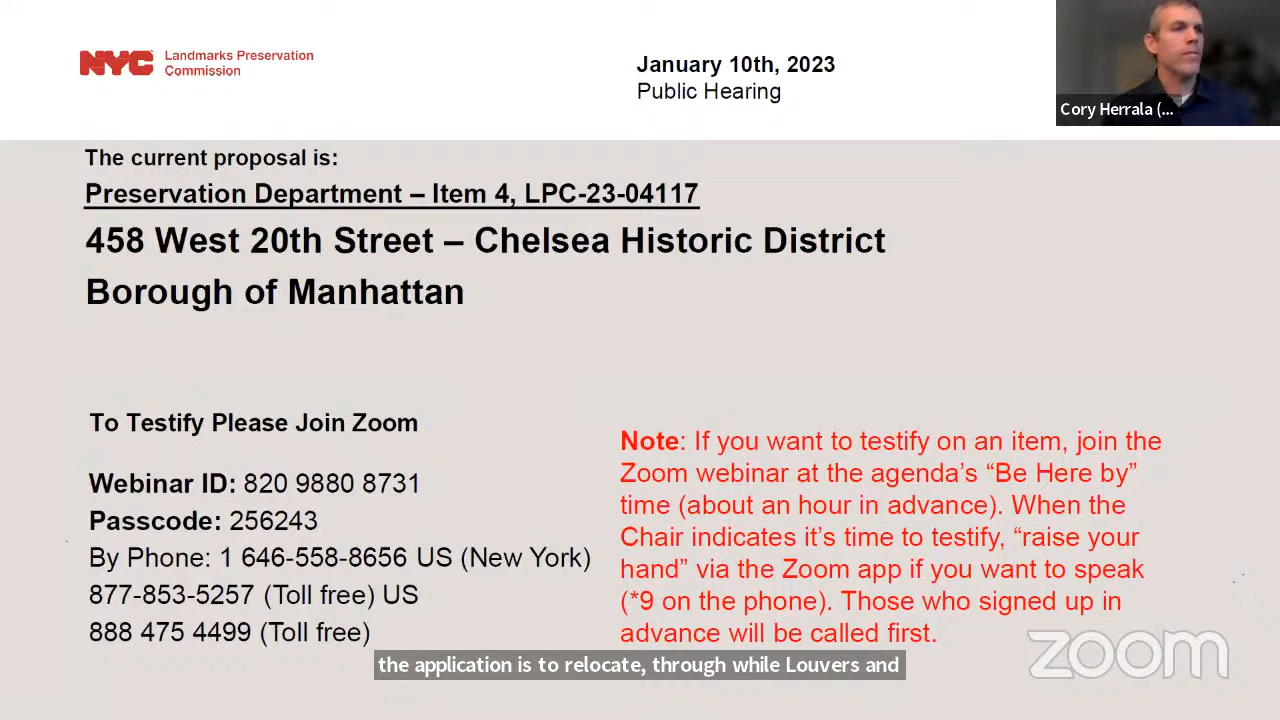 NYC Landmarks Preservation
Commission
January 10th, 2023
Public Hearing
Cory Herrala (...
The current proposal is:
Preservation Department – Item 4, LPC-23-04117
458 West 20th Street – Chelsea Historic District
Borough of Manhattan
To Testify Please Join Zoom
Webinar ID: 820 9880 8731
Passcode: 256243
By Phone: 1 646-558-8656 US (New York)
877-853-5257 (Toll free) US
888 475 4499 (Toll free)
Note: If you want to testify on an item, join the
Zoom webinar at the agenda’s “Be Here by”
time (about an hour in advance). When the
Chair indicates it’s time to testify, “raise your
hand” via the Zoom app if you want to speak
(*9 on the phone). Those who signed up in
advance will be called first.
zoom
the application is to relocate, through while Louvers and